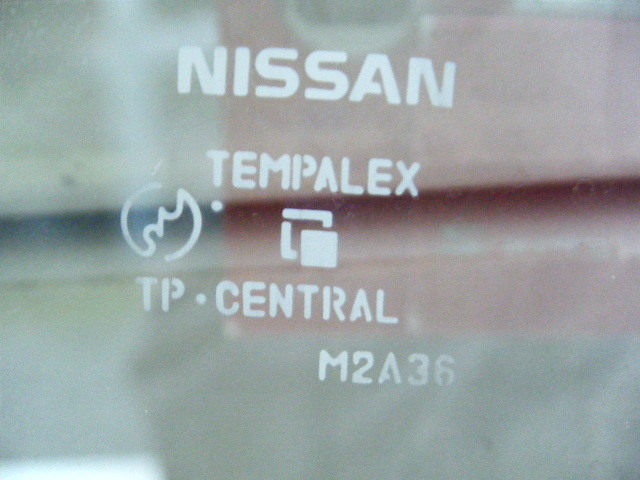 NISSAN
TEMPALEX
TP·CENTRAL
M2A36